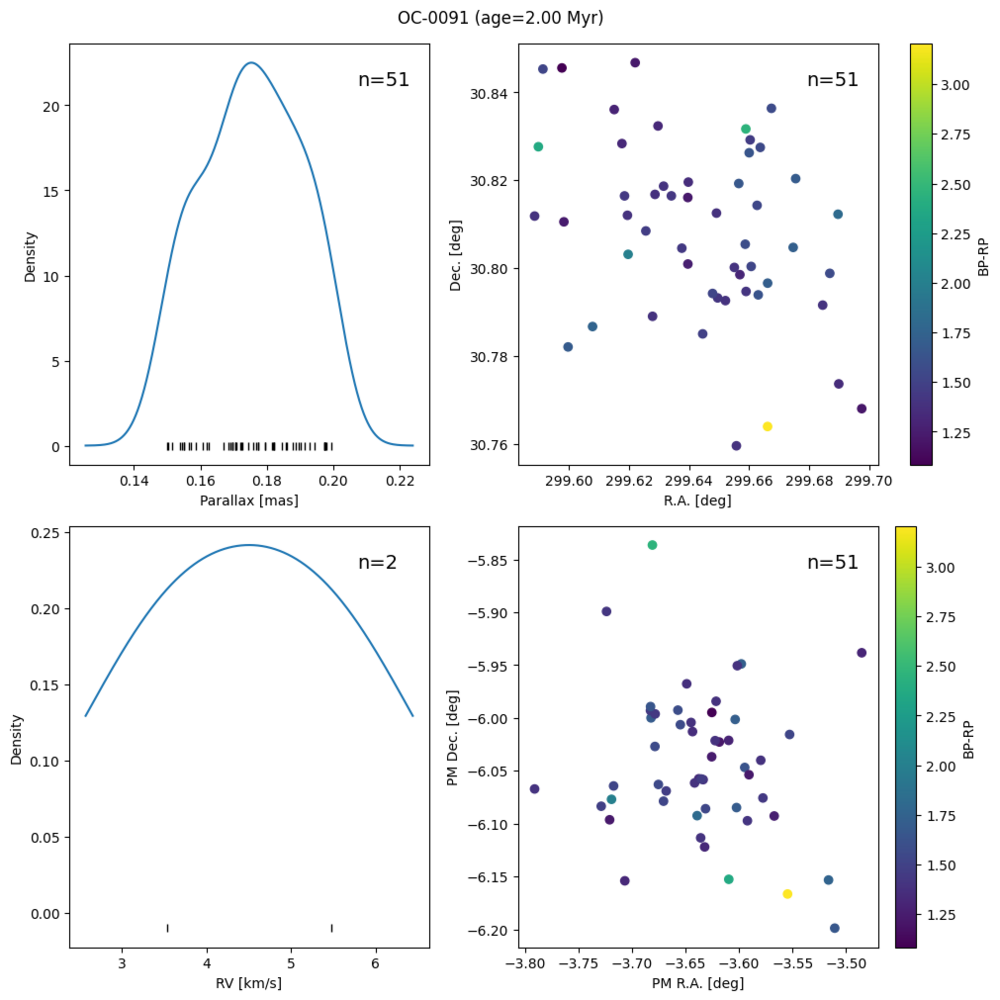 OC-0091 (age=2.00 Myr)
n=51
20
15
10
5
0
Density
0.14 0.16 0.18 0.20 0.22
Parallax [mas]
n=51
30.84
30.82
30.80
30.78
30.76
Dec. [deg]
299.60 299.62 299.64 299.66 299.68 299.70
R.A. [deg]
3.00
2.75
2.50
2.25
2.00
1.75
1.50
1.25
BP-RP
n=2
0.25
0.20
0.15
0.10
0.05
0.00
Density
3 4 5 6
RV [km/s]
n=51
−5.85
−5.90
−5.95
−6.00
−6.05
−6.10
−6.15
−6.20
PM Dec. [deg]
−3.80 −3.75 −3.70 −3.65 −3.60 −3.55 −3.50
PM R.A. [deg]
3.00
2.75
2.50
2.25
2.00
1.75
1.50
1.25
BP-RP